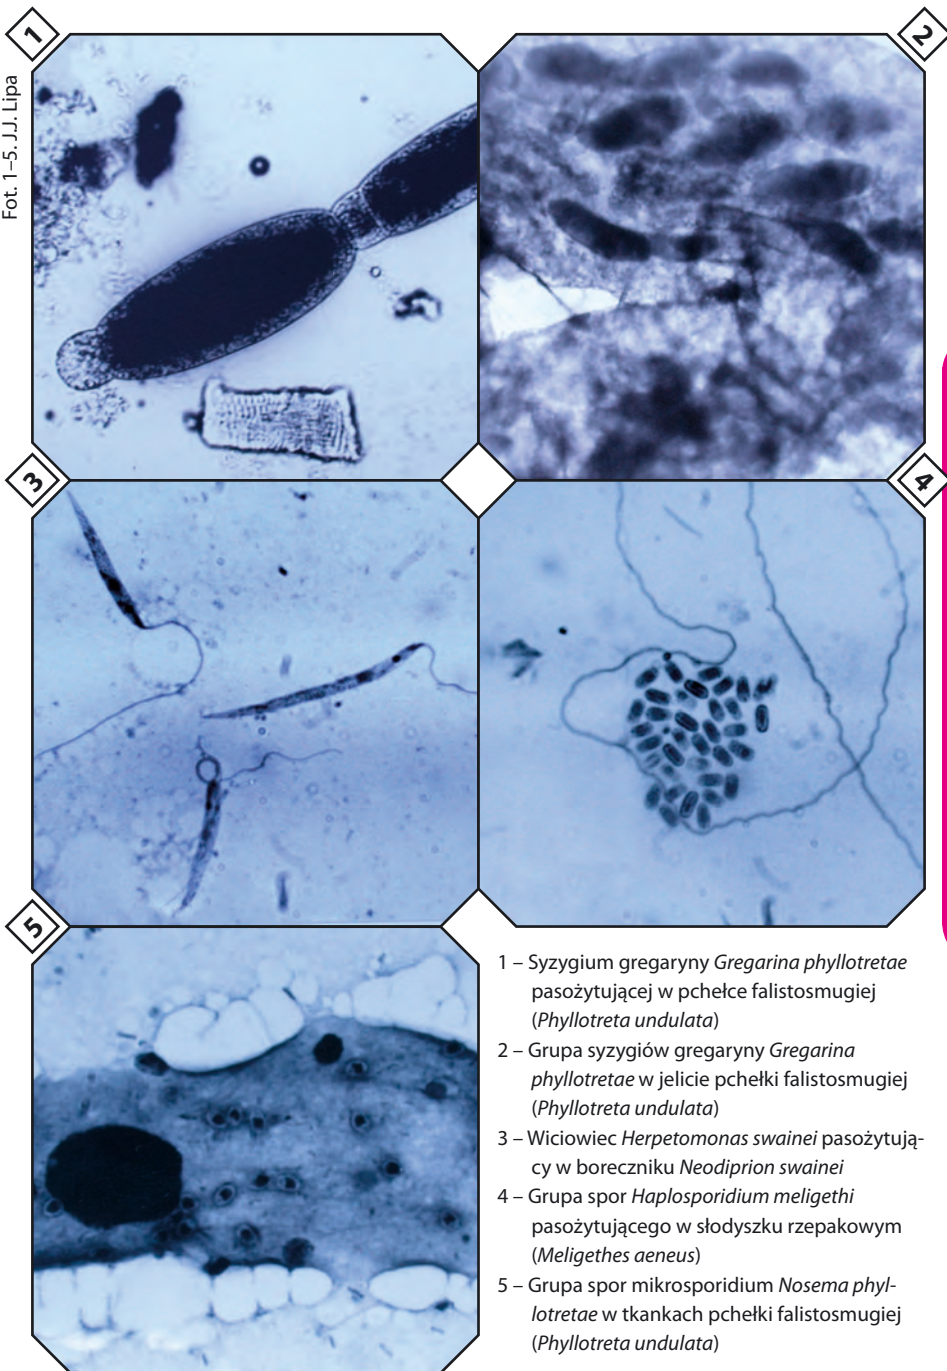 1
2
Fot. 1–5. J.J. Lipa
3
4
5
1 – Syzygium gregaryny Gregarina phyllotretae
pasożytującej w pchełce falistosmugiej
(Phyllotreta undulata)
2 – Grupa syzygiów gregaryny Gregarina
phyllotretae w jelicie pchełki falistosmugiej
(Phyllotreta undulata)
3 – Wiciowiec Herpetomonas swainei pasożytują-
cy w boreczniku Neodiprion swainei
4 – Grupa spor Haplosporidium meligethi
pasożytującego w słodyszku rzepakowym
(Meligethes aeneus)
5 – Grupa spor mikrosporidium Nosema phyl-
lotretae w tkankach pchełki falistosmugiej
(Phyllotreta undulata)